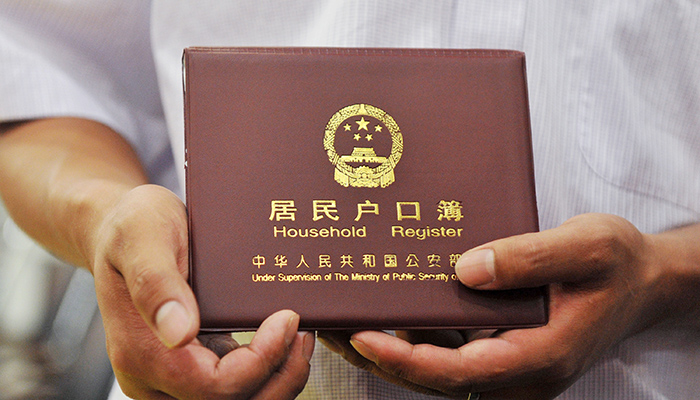 居民户口簿
Household Register
中华人民共和国公安部
Under Supervision of The Ministry of Public Security